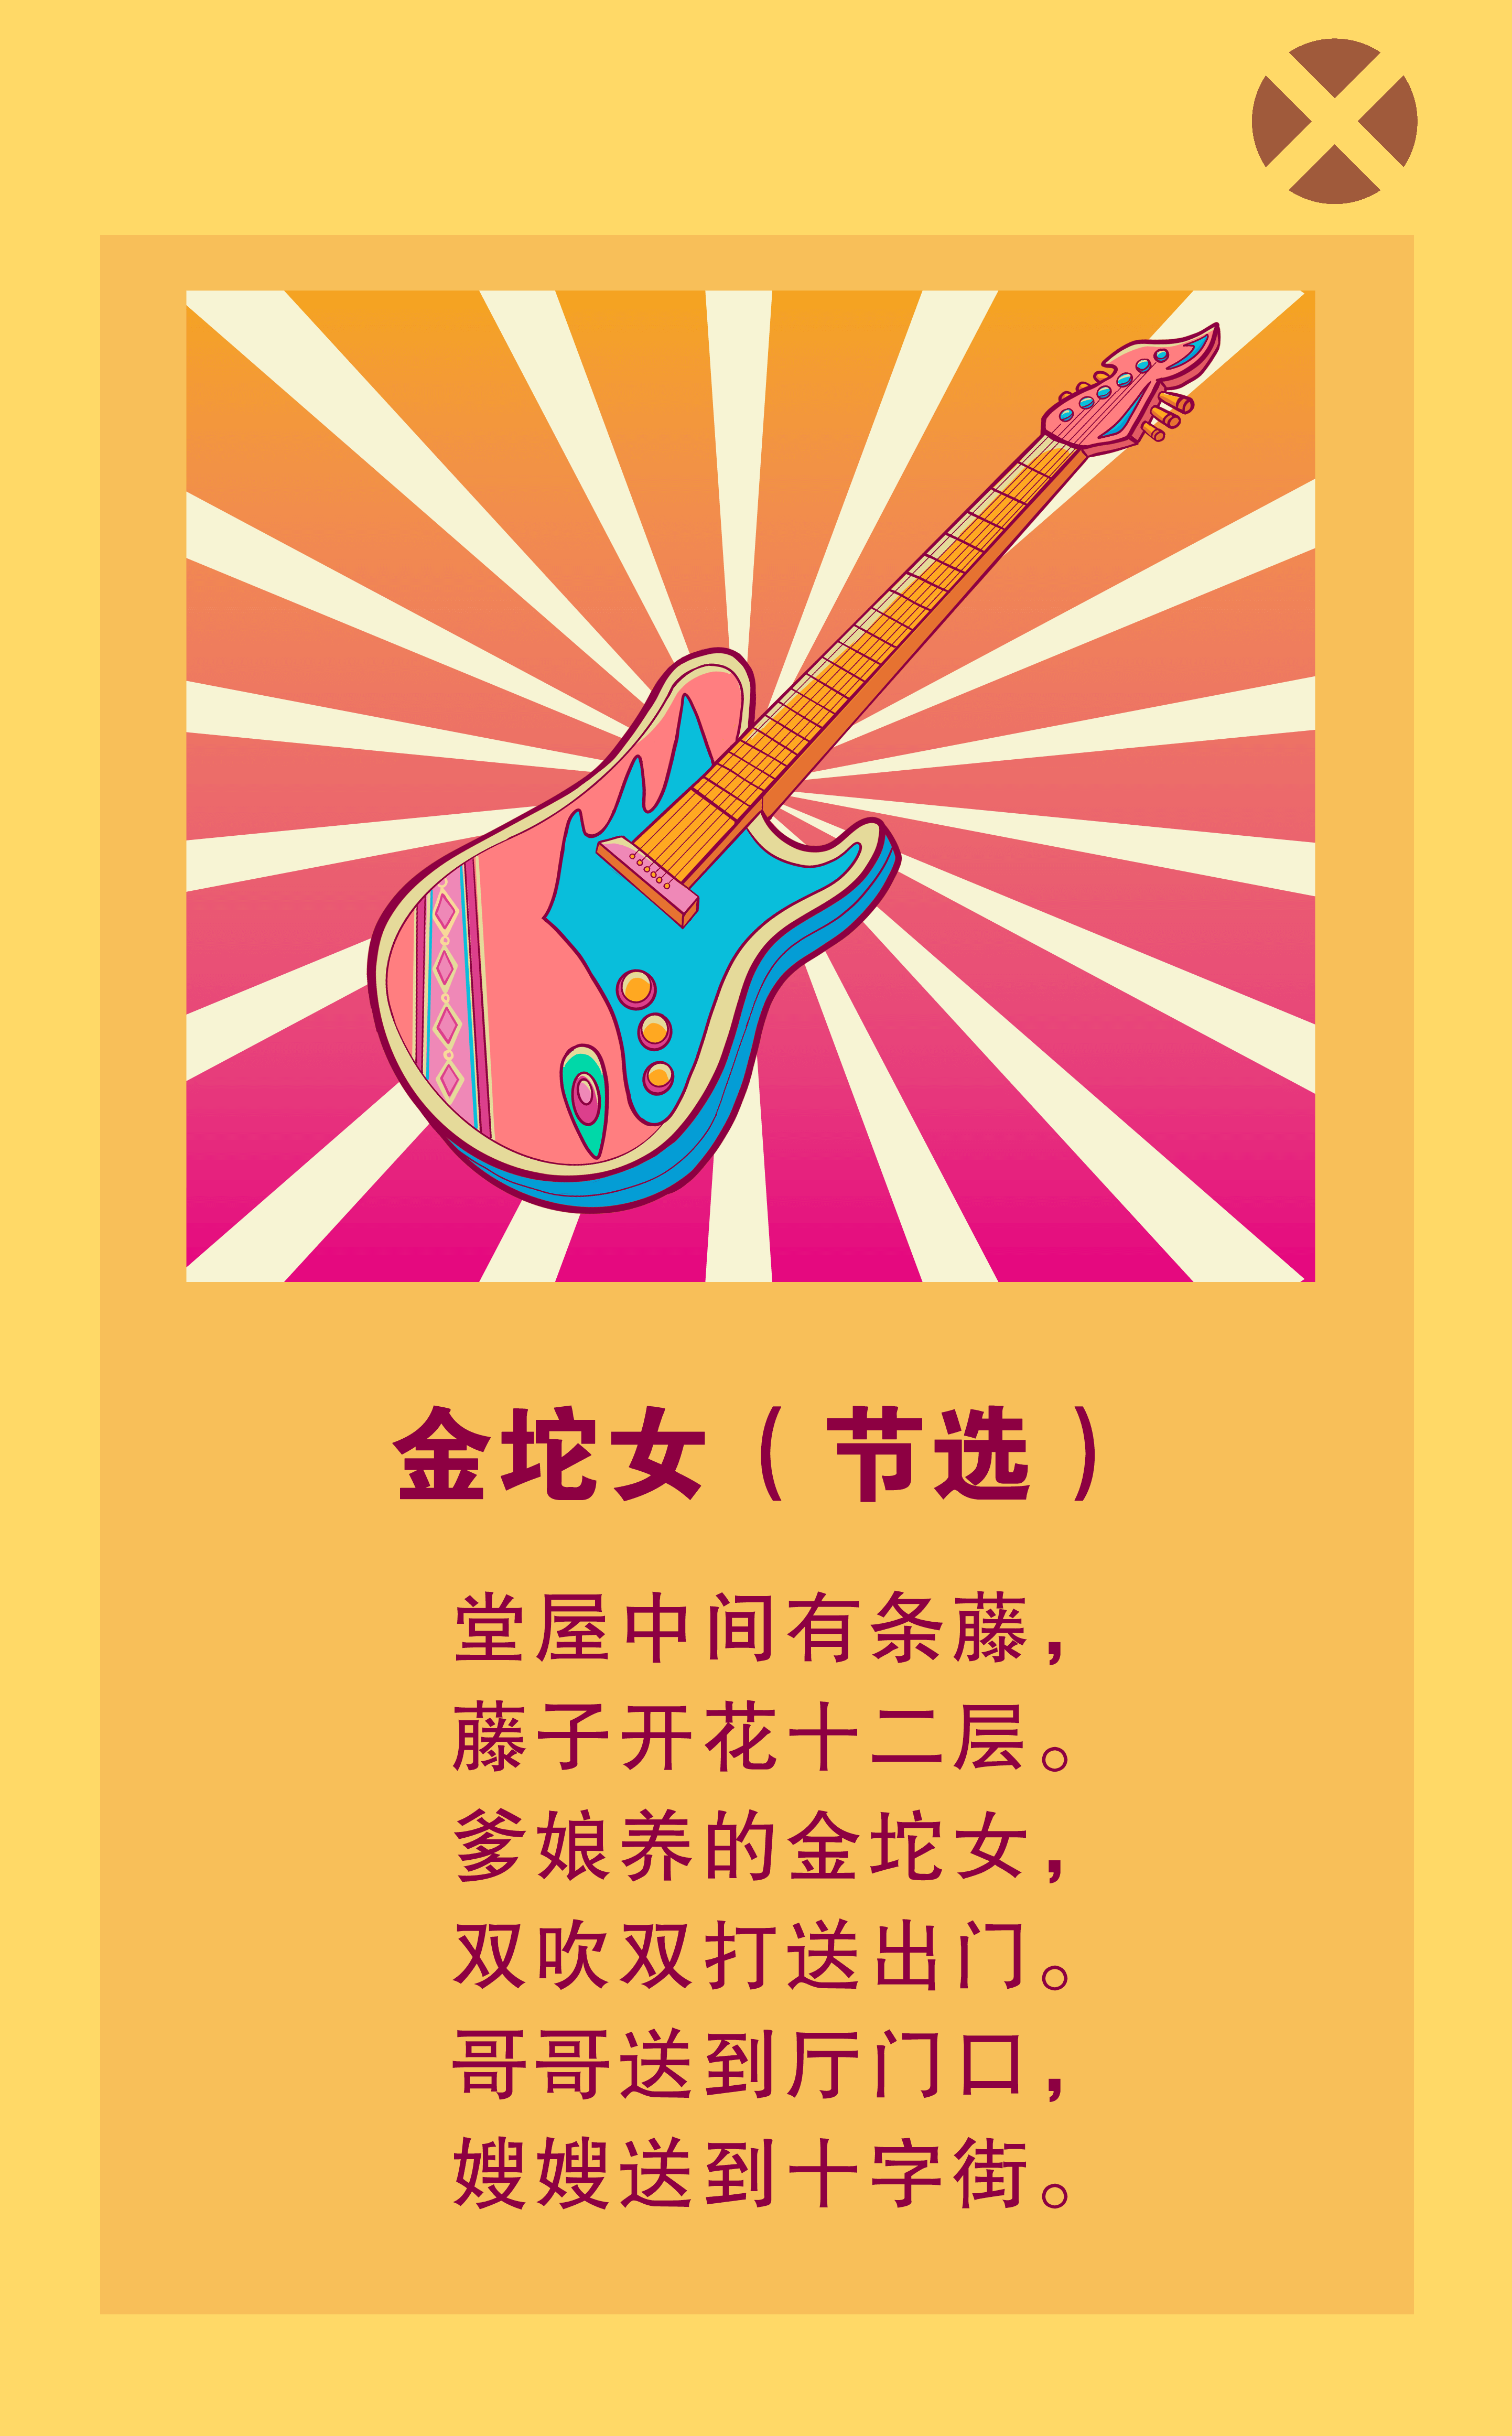 金坨女（节选）
堂屋中间有条藤，
藤子开花十二层。
爹娘养的金坨女，
双吹双打送出门。
哥哥送到厅门口，
嫂嫂送到十字街。